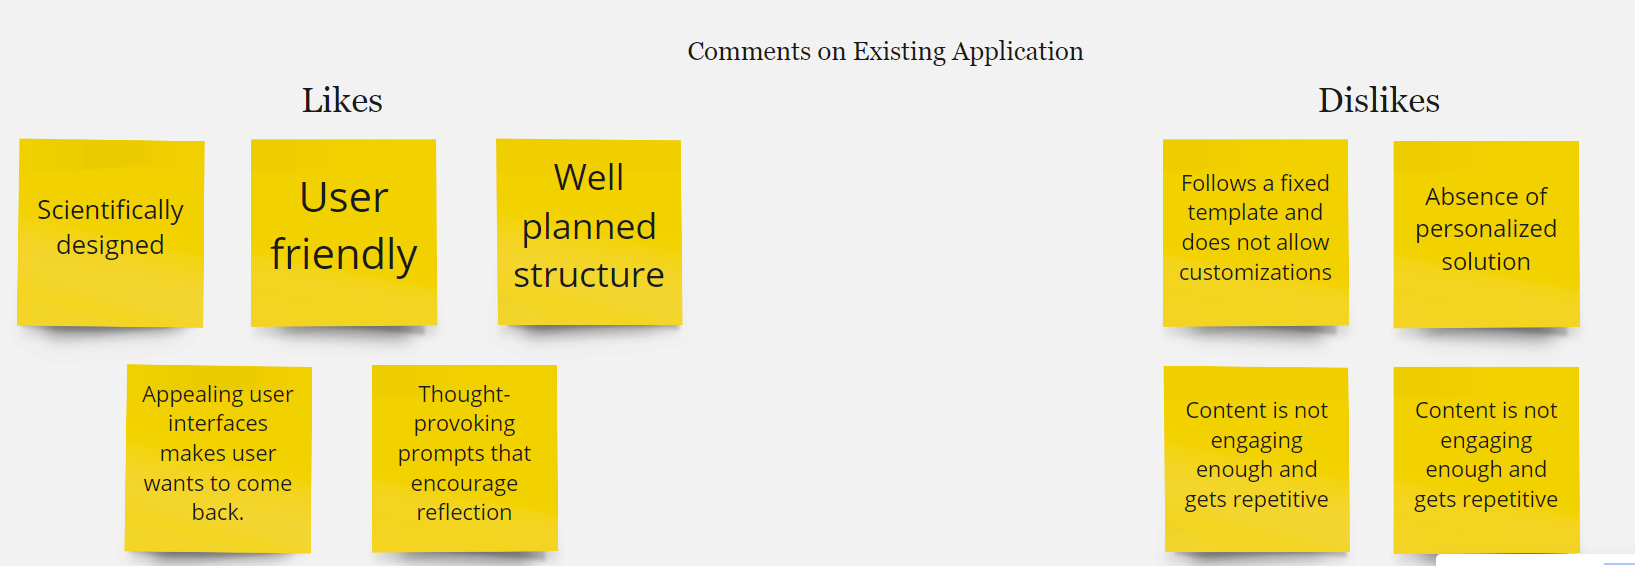 Comments on Existing Application
Likes
Scientifically
designed
User
friendly
Well
planned
structure
Appealing user
interfaces
makes user
wants to come
back.
Thought-
provoking
prompts that
encourage
reflection
Dislikes
Follows a fixed
template and
does not allow
customizations
Absence of
personalized
solution
Content is not
engaging
enough and
gets repetitive
Content is not
engaging
enough and
gets repetitive